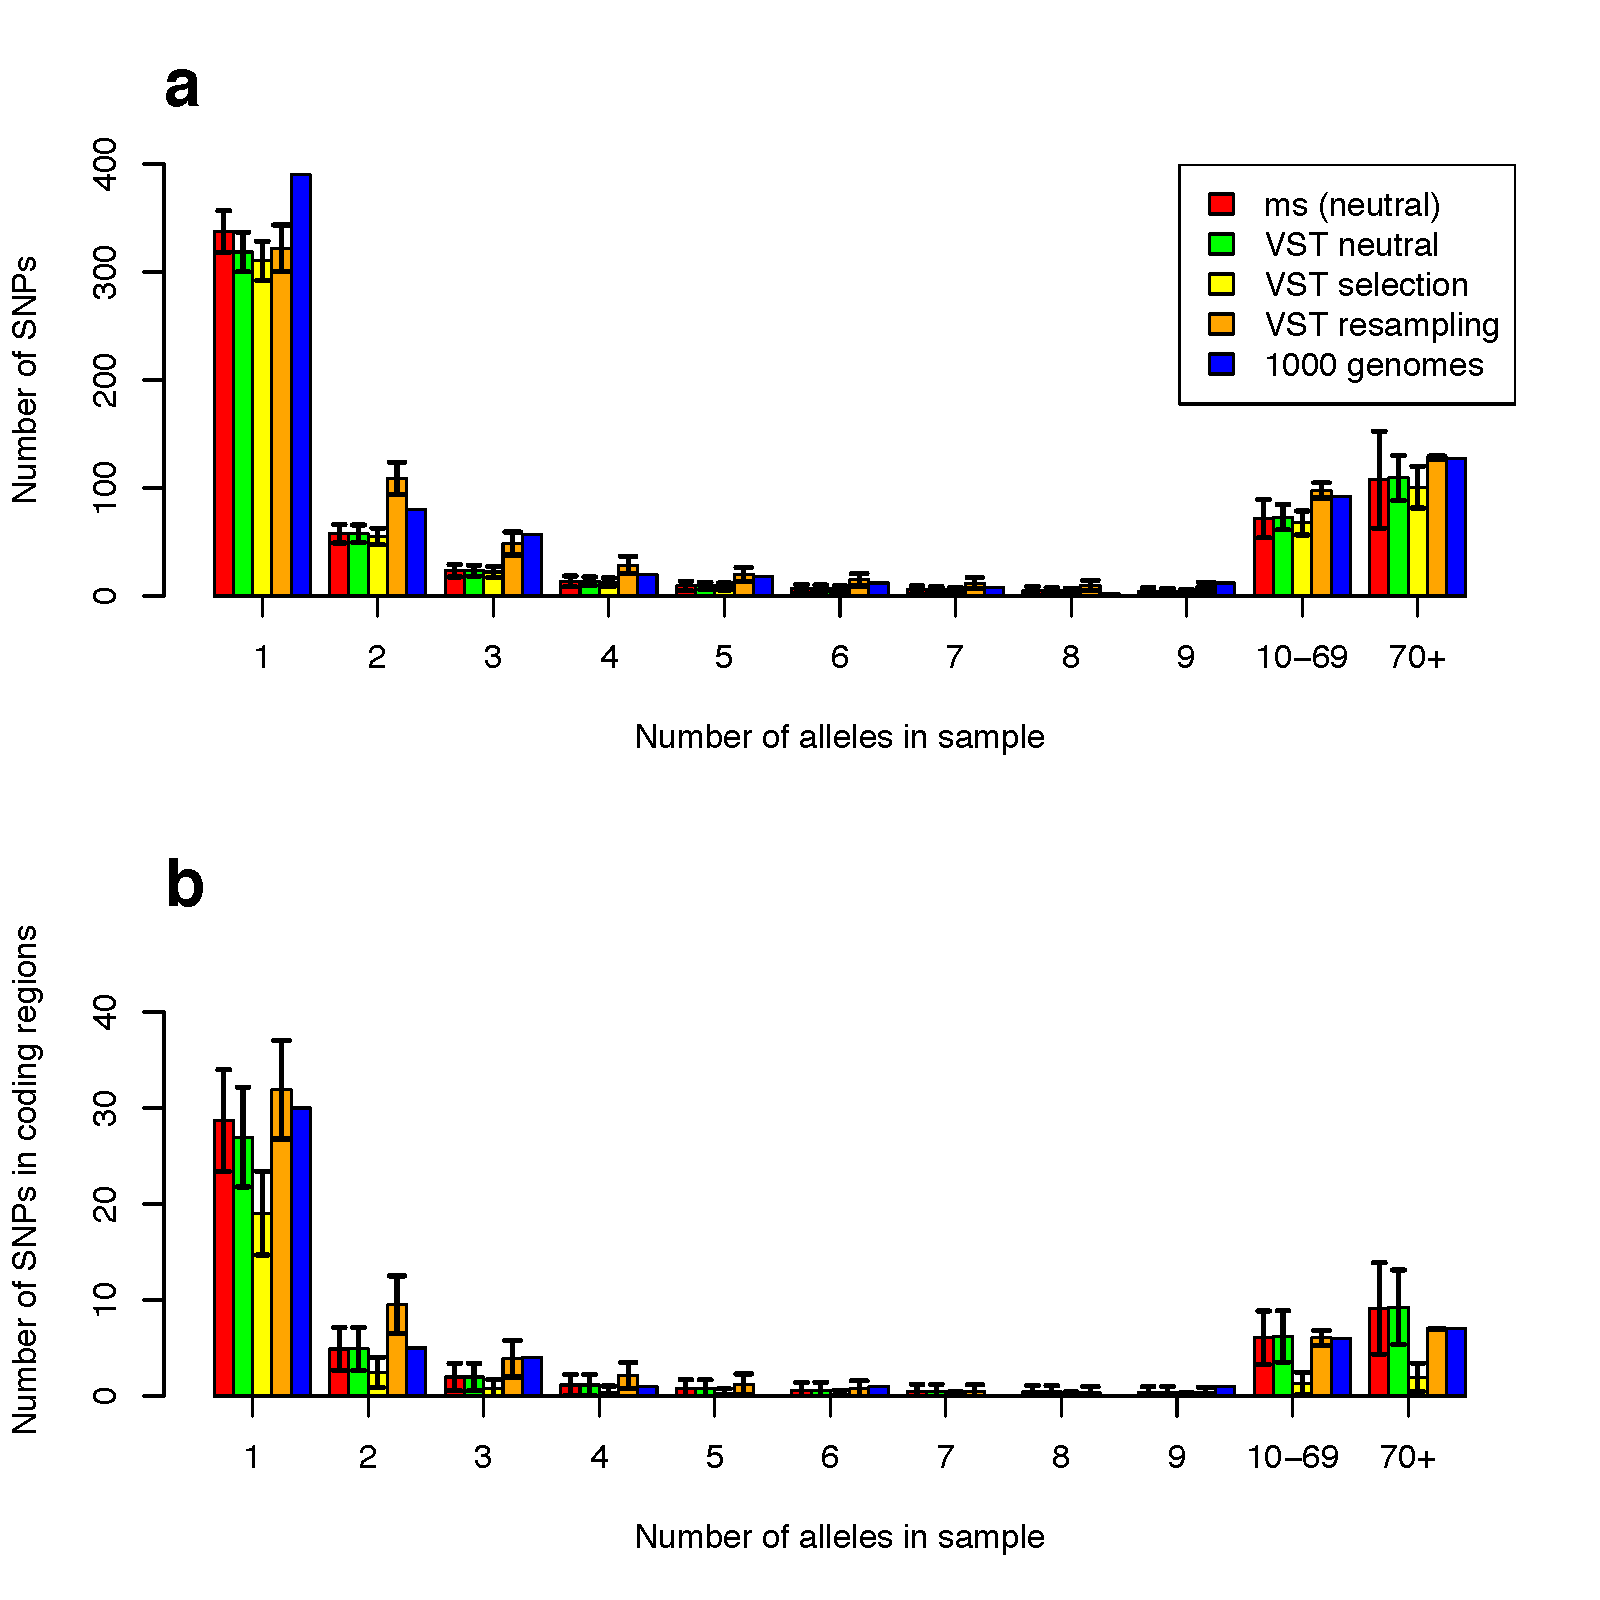 a
Number of SNPs
400
300
200
100
0
ms (neutral)
VST neutral
VST selection
VST resampling
1000 genomes
1 2 3 4 5 6 7 8 9 10−69 70+
Number of alleles in sample
b
Number of SNPs in coding regions
40
30
20
10
0
1 2 3 4 5 6 7 8 9 10−69 70+
Number of alleles in sample